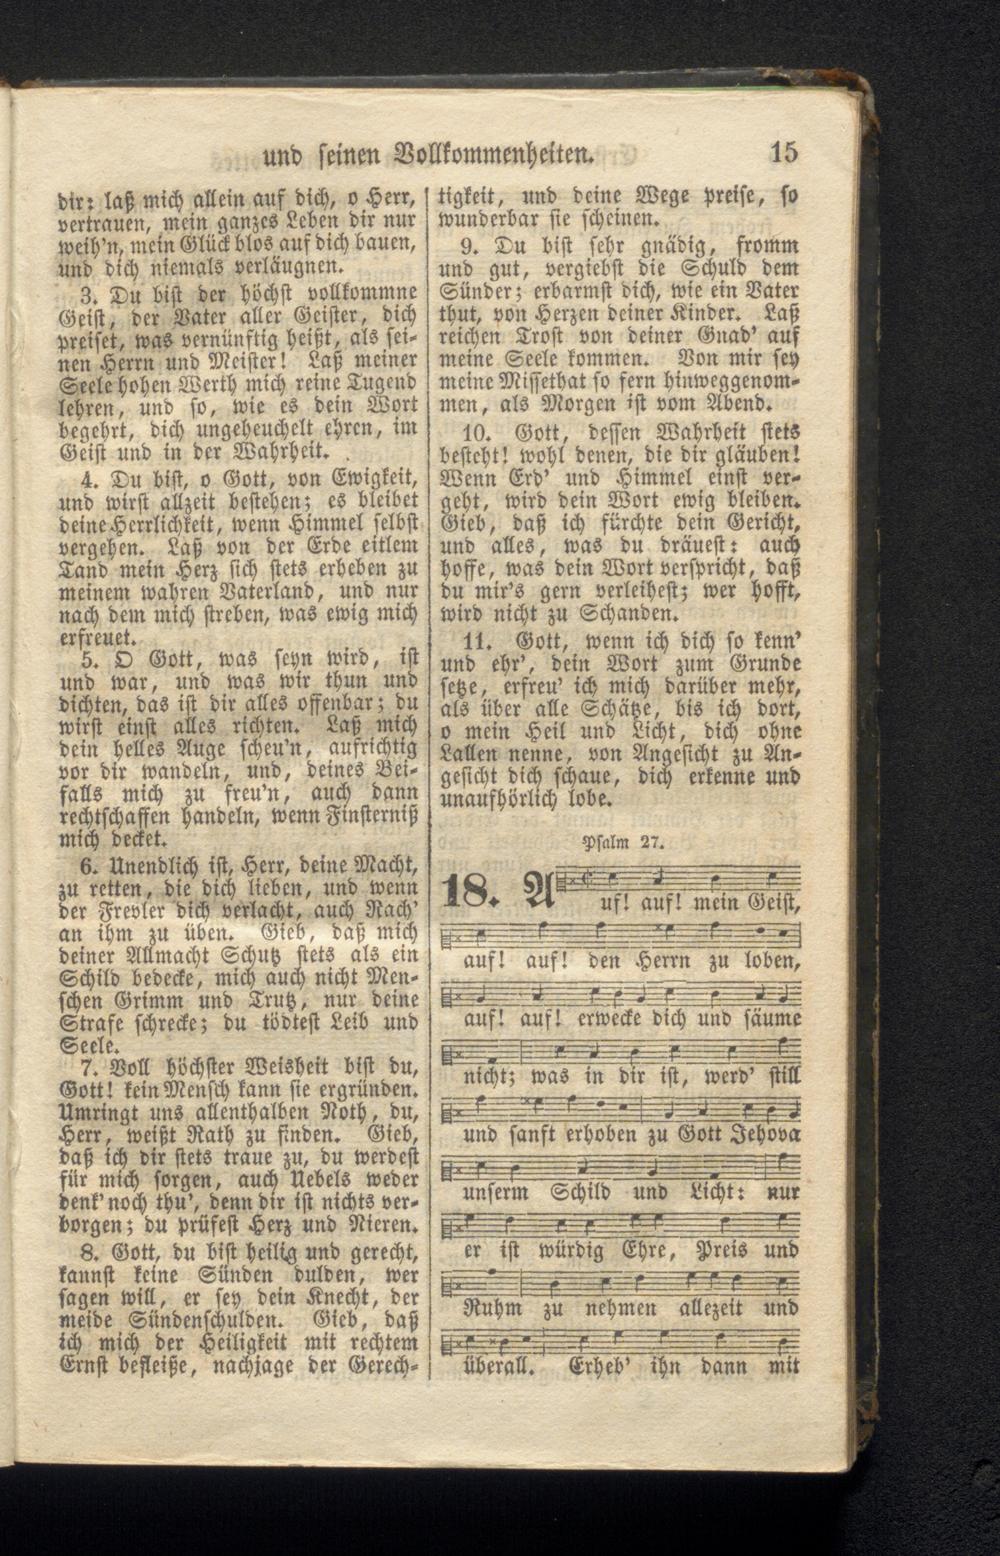 und seinen Vollkommenheiten. 15
dir: laß mich allein auf dich, o Herr,
vertrauen, mein ganzes Leben dir nur
weih'n, mein Glück blos auf dich bauen,
und dich niemals verläugnen.
3. Du bist der höchst vollkommne
Geist, der Vater aller Geister, dich
preiset, was vernünftig heißt, als sei-
nen Herrn und Meister! Laß meiner
Seele hohen Werth mich reine Tugend
lehren, und so, wie es dein Wort
begehrt, dich ungeheuchelt ehren, im
Geist und in der Wahrheit.
4. Du bist, o Gott, von Ewigkeit,
und wirst allzeit bestehen; es bleibet
deine Herrlichkeit, wenn Himmel selbst
vergehen. Laß von der Erde eitlem
Tand mein Herz sich stets erheben zu
meinem wahren Vaterland, und nur
nach dem mich streben, was ewig mich
erfreuet.
5. O Gott, was seyn wird, ist
und war, und was wir thun und
dichten, das ist dir alles offenbar; du
wirst einst alles richten. Laß mich
dein helles Auge scheu'n, aufrichtig
vor dir wandeln, und, deines Bei-
falls mich zu freu'n, auch dann
rechtschaffen handeln, wenn Finsterniß
mich decket.
6. Unendlich ist, Herr, deine Macht,
zu retten, die dich lieben, und wenn
der Frevler dich verlacht, auch Rach'
an ihm zu üben. Gieb, daß mich
deiner Allmacht Schutz stets als ein
Schild bedecke, mich auch nicht Men-
schen Grimm und Trutz, nur deine
Strafe schrecke; du tödtest Leib und
Seele.
7. Voll höchster Weisheit bist du,
Gott! kein Mensch kann sie ergründen.
Umringt uns allenthalben Noth, du,
Herr, weißt Rath zu finden. Gieb,
daß ich dir stets traue zu, du werdest
für mich sorgen, auch Uebels weder
denk' noch thu', denn dir ist nichts ver-
borgen; du prüfest Herz und Nieren.
8. Gott, du bist heilig und gerecht,
kannst keine Sünden dulden, wer
sagen will, er sey dein Knecht, der
meide Sündenschulden. Gieb, daß
ich mich der Heiligkeit mit rechtem
Ernst befleiße, nachjage der Gerech-
tigkeit, und deine Wege preise, so
wunderbar sie scheinen.
9. Du bist sehr gnädig, fromm
und gut, vergiebst die Schuld dem
Sünder; erbarmst dich, wie ein Vater
thut, von Herzen deiner Kinder. Laß
reichen Trost von deiner Gnad' auf
meine Seele kommen. Von mir sey
meine Missethat so fern hinweggenom-
men, als Morgen ist vom Abend.
10. Gott, dessen Wahrheit stets
besteht! wohl denen, die dir gläuben!
Wenn Erd' und Himmel einst ver-
geht, wird dein Wort ewig bleiben.
Gieb, daß ich fürchte dein Gericht,
und alles, was du dräuest: auch
hoffe, was dein Wort verspricht, daß
du mir's gern verleihest; wer hofft,
wird nicht zu Schanden.
11. Gott, wenn ich dich so kenn'
und ehr', dein Wort zum Grunde
setze, erfreu' ich mich darüber mehr,
als über alle Schätze, bis ich dort,
o mein Heil und Licht, dich ohne
Lallen nenne, von Angesicht zu An-
gesicht dich schaue, dich erkenne und
unaufhörlich lobe.
Psalm 27.
18. Auf! auf! mein Geist,
auf! auf! den Herrn zu loben,
auf! auf! erwecke dich und säume
nicht; was in dir ist, werd' still
und sanft erhoben zu Gott Jehova
unserm Schild und Licht: nur
er ist würdig Ehre, Preis und
Ruhm zu nehmen allezeit und
überall. Erheb' ihn dann mit